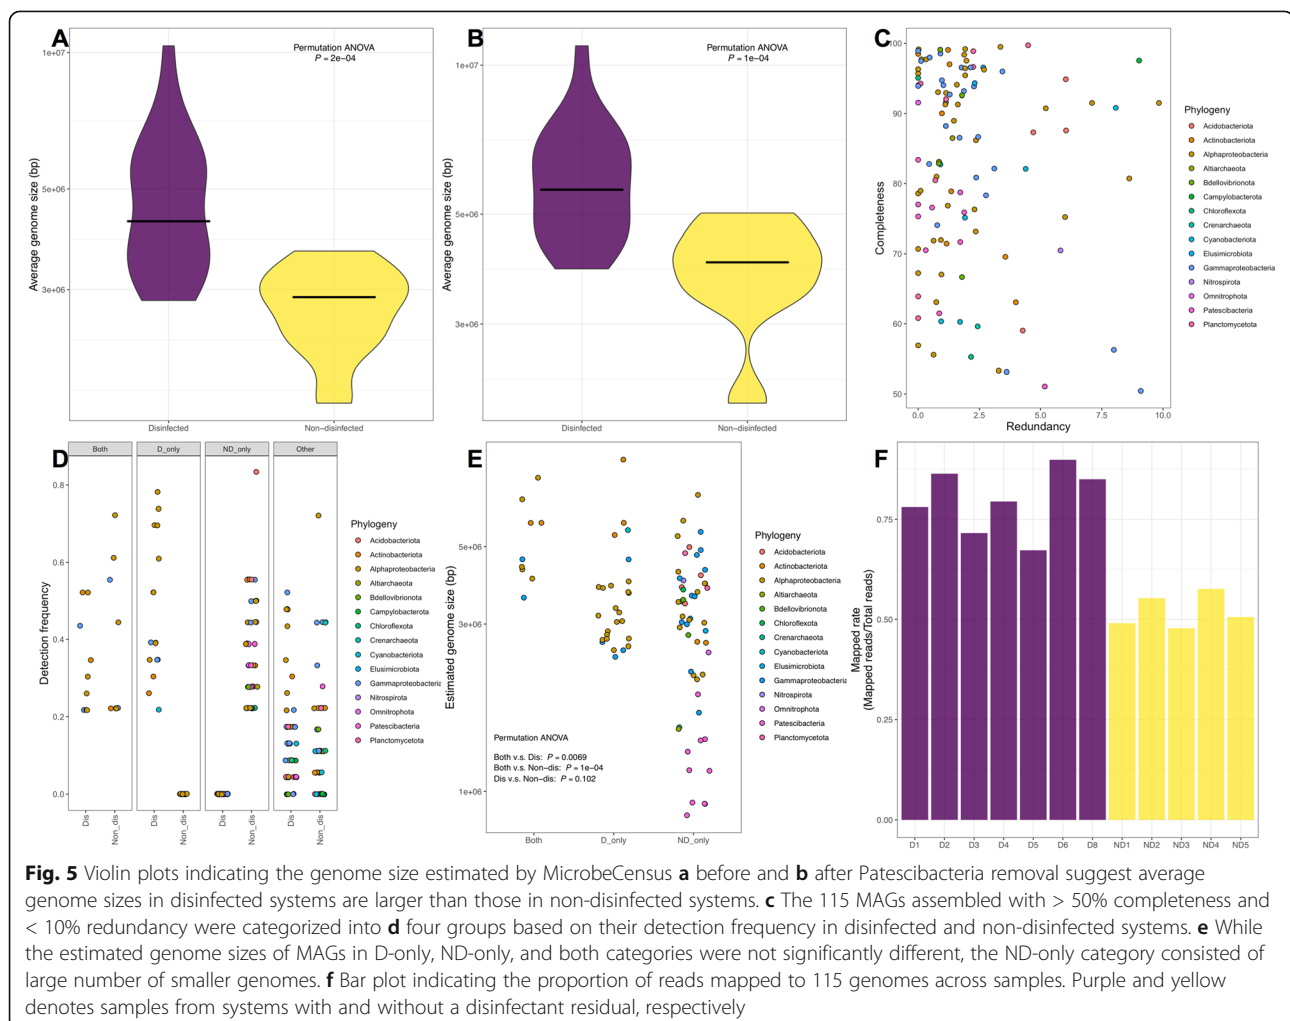 A
Permutation ANOVA
P = 2e−04
Average genome size (bp)
1e+07
5e+06
3e+06
Disinfected
Non−disinfected
B
Permutation ANOVA
P = 1e−04
Average genome size (bp)
1e+07
5e+06
3e+06
Disinfected
Non−disinfected
C
Completeness
100
90
80
70
60
50
0.0
2.5
5.0
7.5
10.0
Redundancy
Phylogeny
Acidobacteriota
Actinobacteriota
Alphaproteobacteria
Altiarchaeota
Bdellovibrionota
Campylobacterota
Chloroflexota
Crenarchaeota
Cyanobacteriota
Elusimicrobiota
Gammaproteobacteria
Nitrospirota
Omnitrophota
Patescibacteria
Planctomycetota
D
Both
D_only
ND_only
Other
Detection frequency
0.8
0.6
0.4
0.2
0.0
Dis
Non_dis
Dis
Non_dis
Dis
Non_dis
Dis
Non_dis
Phylogeny
Acidobacteriota
Actinobacteriota
Alphaproteobacteria
Altiarchaeota
Bdellovibrionota
Campylobacterota
Chloroflexota
Crenarchaeota
Cyanobacteriota
Elusimicrobiota
Gammaproteobacteria
Nitrospirota
Omnitrophota
Patescibacteria
Planctomycetota
E
Estimated genome size (bp)
5e+06
3e+06
1e+06
Permutation ANOVA
Both v.s. Dis: P = 0.0069
Both v.s. Non−dis: P = 1e−04
Dis v.s. Non−dis: P = 0.102
Both
D_only
ND_only
Phylogeny
Acidobacteriota
Actinobacteriota
Alphaproteobacteria
Altiarchaeota
Bdellovibrionota
Chloroflexota
Crenarchaeota
Cyanobacteriota
Elusimicrobiota
Gammaproteobacteria
Nitrospirota
Omnitrophota
Patescibacteria
Planctomycetota
F
Mapped rate
(Mapped reads/Total reads)
0.75
0.50
0.25
0.00
D1
D2
D3
D4
D5
D6
D8
ND1
ND2
ND3
ND4
ND5
Fig. 5 Violin plots indicating the genome size estimated by MicrobeCensus a before and b after Patescibacteria removal suggest average
genome sizes in disinfected systems are larger than those in non-disinfected systems. c The 115 MAGs assembled with > 50% completeness and
< 10% redundancy were categorized into d four groups based on their detection frequency in disinfected and non-disinfected systems. e While
the estimated genome sizes of MAGs in D-only, ND-only, and both categories were not significantly different, the ND-only category consisted of
large number of smaller genomes. f Bar plot indicating the proportion of reads mapped to 115 genomes across samples. Purple and yellow
denotes samples from systems with and without a disinfectant residual, respectively